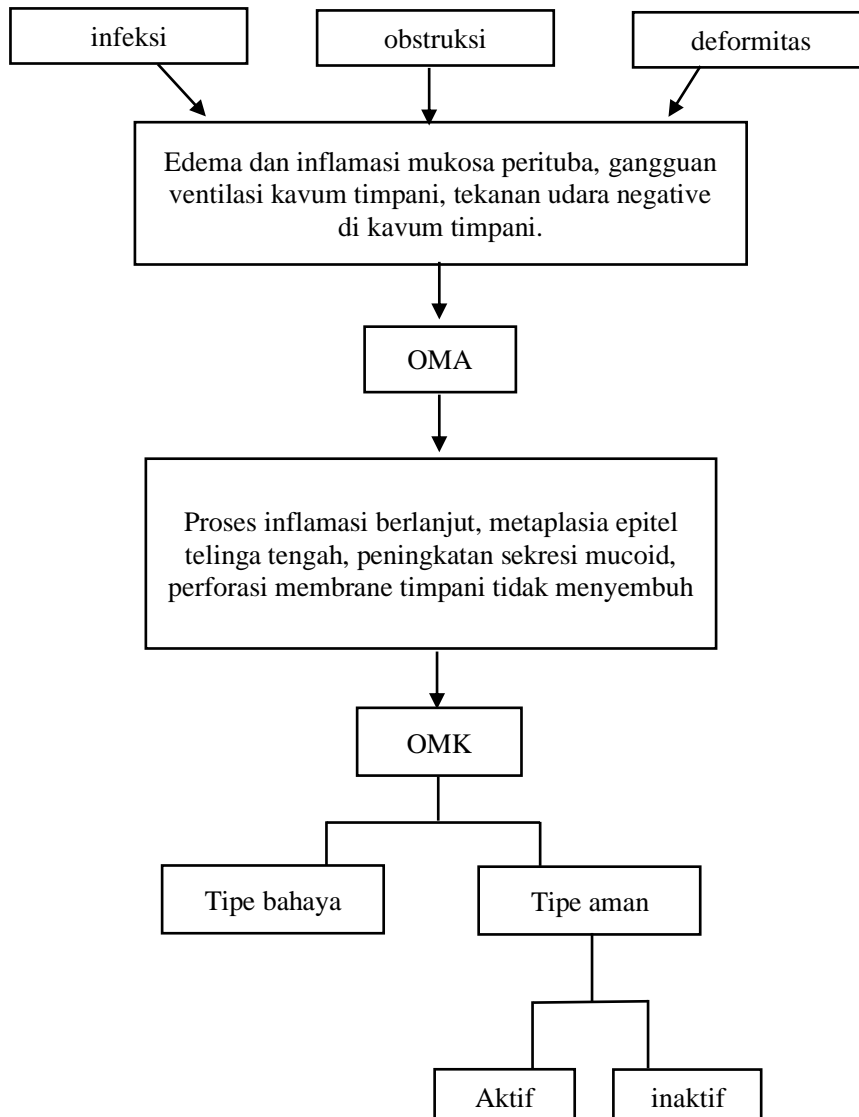 infeksi
obstruksi
deformitas
Edema dan inflamasi mukosa perituba, gangguan
ventilasi kavum timpani, tekanan udara negative
di kavum timpani.
OMA
Proses inflamasi berlanjut, metaplasia epitel
telinga tengah, peningkatan sekresi mucoid,
perforasi membrane timpani tidak menyembuh
OMK
Tipe bahaya
Tipe aman
Aktif
inaktif